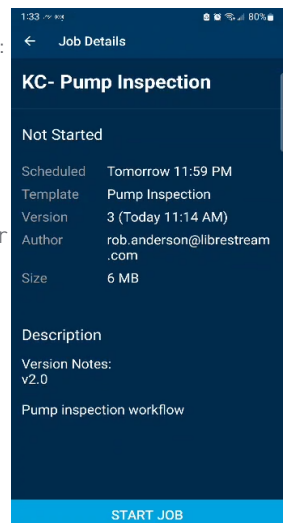 1:33
80%
← Job Details
KC- Pump Inspection
Not Started
Scheduled Tomorrow 11:59 PM
Template Pump Inspection
Version 3 (Today 11:14 AM)
Author rob.anderson@librestream
.com
Size 6 MB
Description
Version Notes:
v2.0
Pump inspection workflow
START JOB